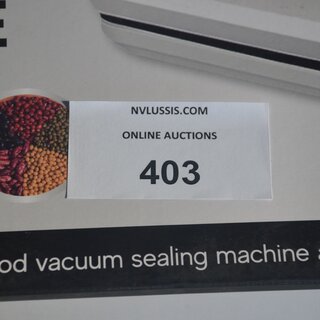 E
NVLUSSIS.COM
ONLINE AUCTIONS
403
od vacuum sealing machine a